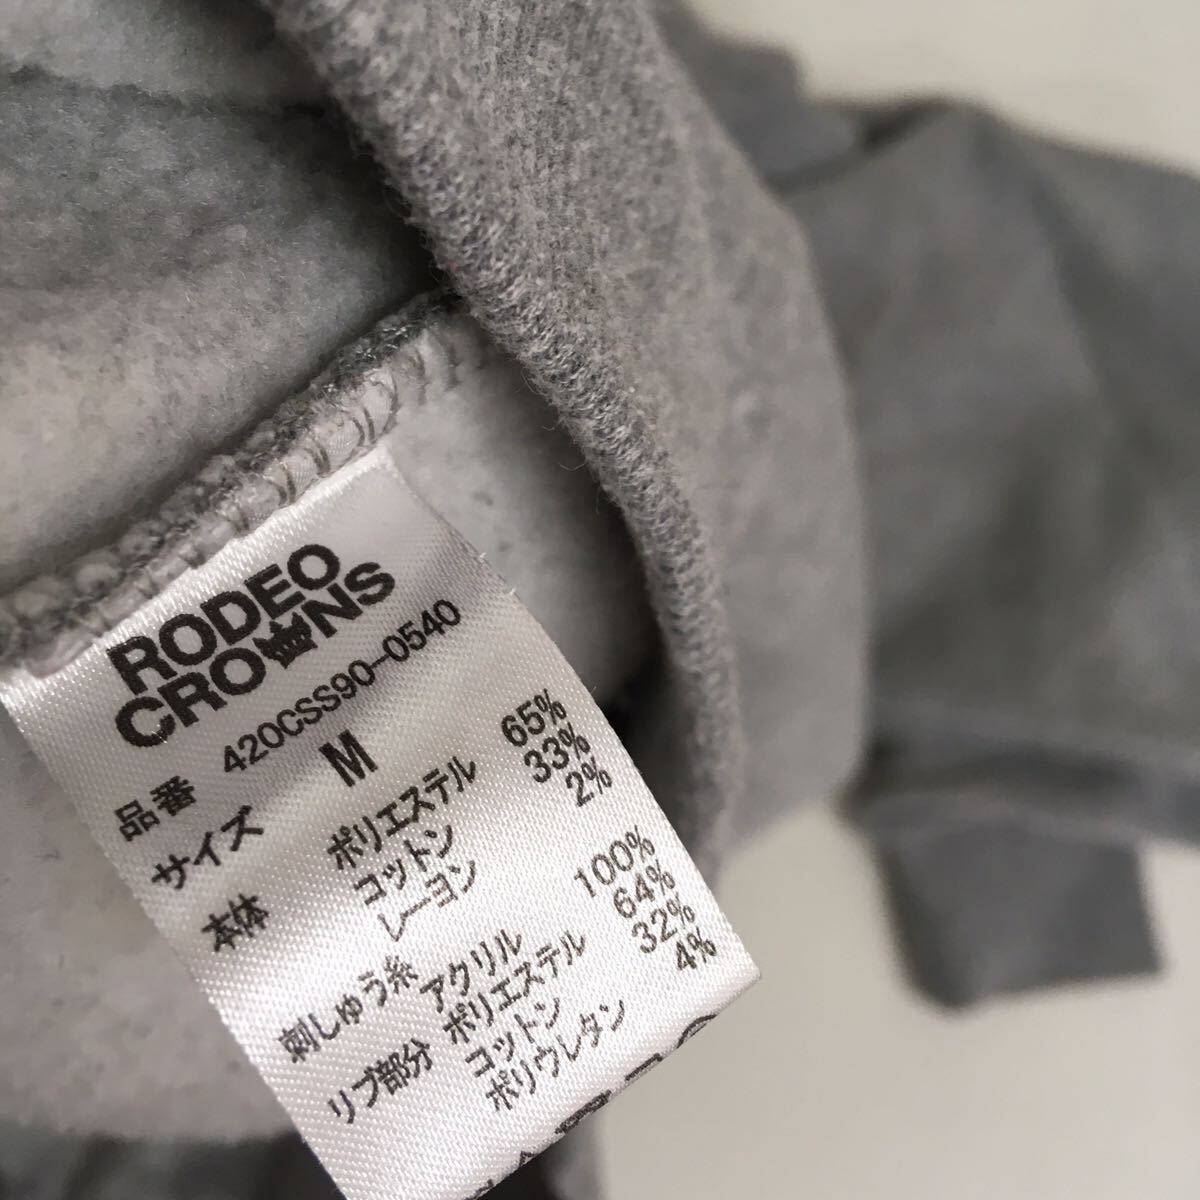 RODEO
CROWNS
品番 420CSS90-0540
サイズ M
本体 ポリエステル 65%
コットン 33%
レーヨン 2%
刺しゅう糸 アクリル 100%
リブ部分 ポリエステル 64%
コットン 32%
ポリウレタン 4%